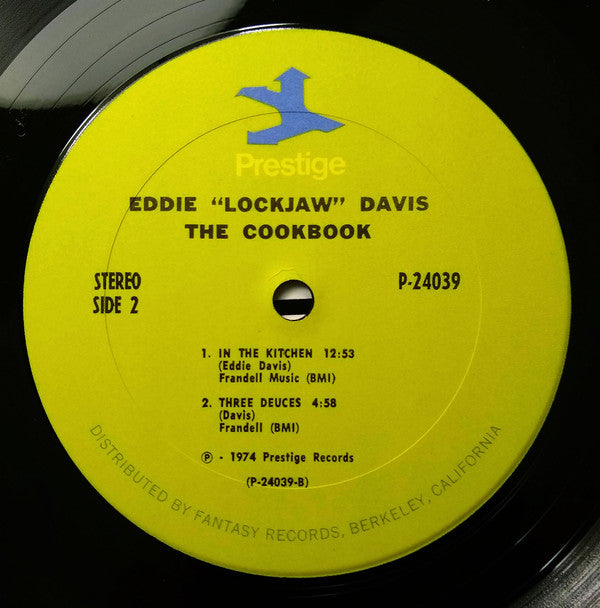 Prestige
EDDIE “LOCKJAW” DAVIS
THE COOKBOOK
STEREO
SIDE 2
P-24039
1. IN THE KITCHEN 12:53
(Eddie Davis)
Frandell Music (BMI)
2. THREE DEUCES 4:58
(Davis)
Frandell (BMI)
℗ - 1974 Prestige Records
(P-24039-B)
DISTRIBUTED BY FANTASY RECORDS, BERKELEY, CALIFORNIA